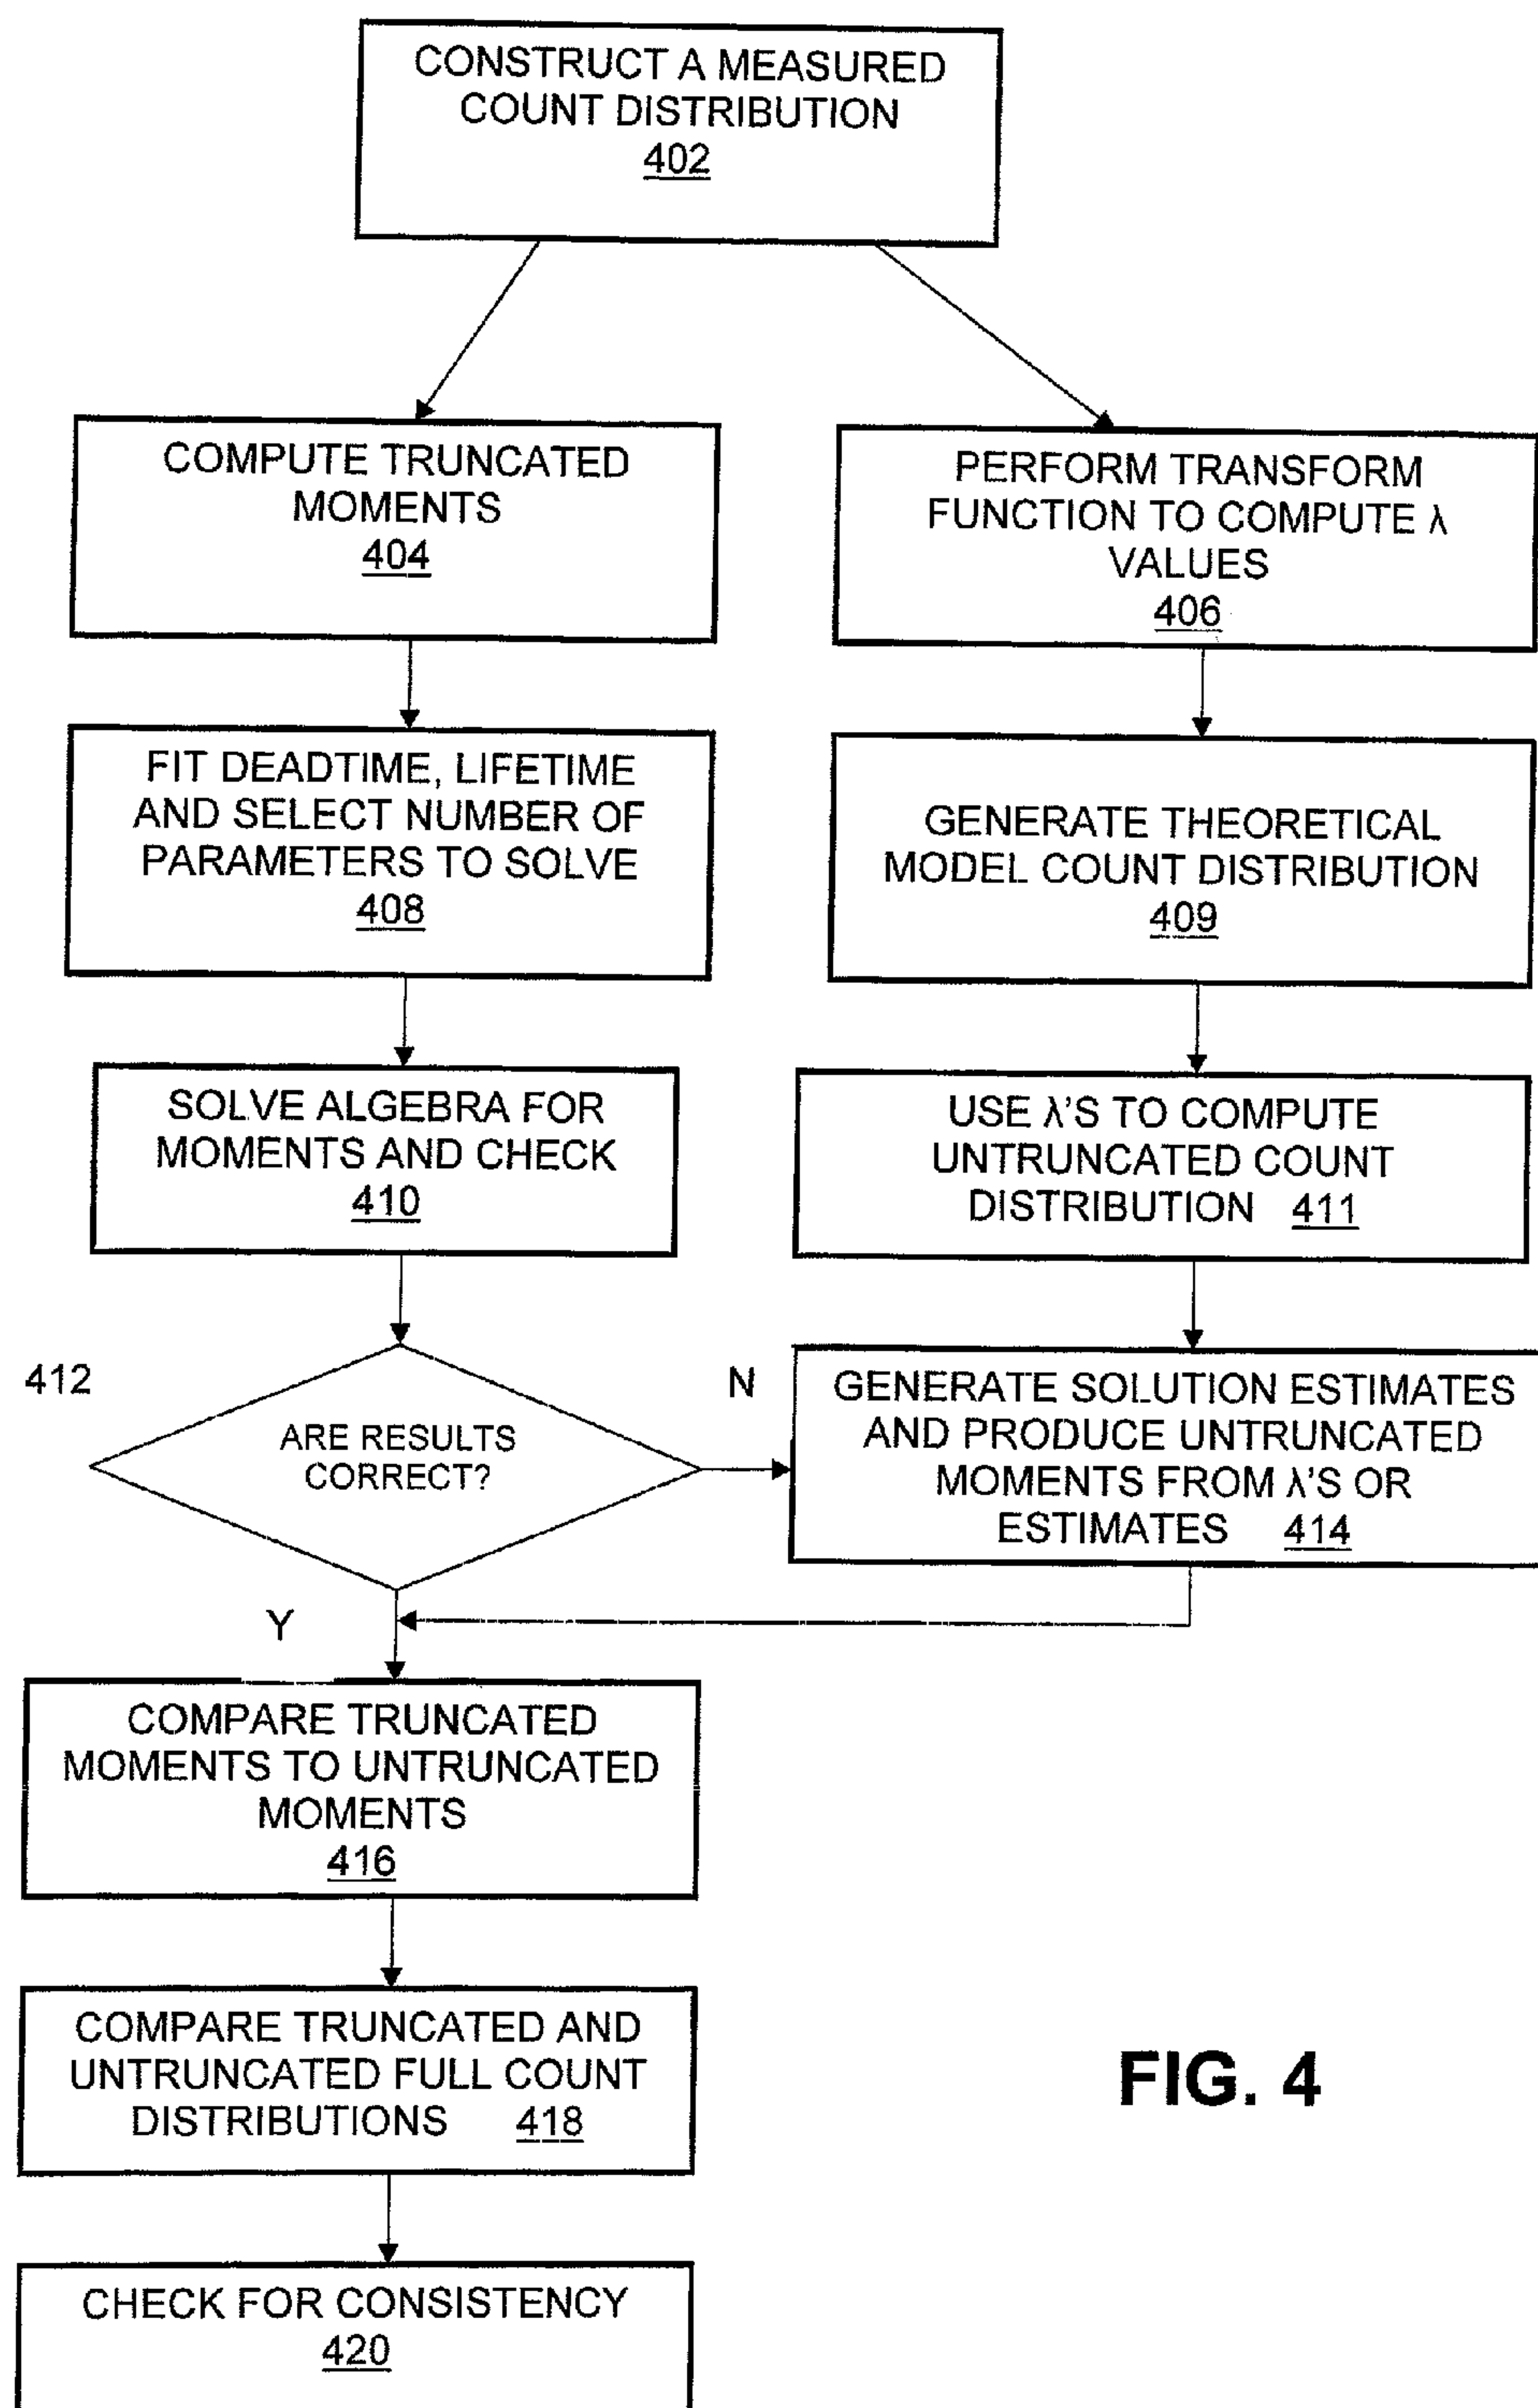 CONSTRUCT A MEASURED
COUNT DISTRIBUTION
402
COMPUTE TRUNCATED
MOMENTS
404
PERFORM TRANSFORM
FUNCTION TO COMPUTE λ
VALUES
406
FIT DEADTIME, LIFETIME
AND SELECT NUMBER OF
PARAMETERS TO SOLVE
408
GENERATE THEORETICAL
MODEL COUNT DISTRIBUTION
409
SOLVE ALGEBRA FOR
MOMENTS AND CHECK
410
USE λ'S TO COMPUTE
UNTRUNCATED COUNT
DISTRIBUTION 411
412
ARE RESULTS
CORRECT?
N
GENERATE SOLUTION ESTIMATES
AND PRODUCE UNTRUNCATED
MOMENTS FROM λ'S OR
ESTIMATES 414
Y
COMPARE TRUNCATED
MOMENTS TO UNTRUNCATED
MOMENTS
416
COMPARE TRUNCATED AND
UNTRUNCATED FULL COUNT
DISTRIBUTIONS 418
FIG. 4
CHECK FOR CONSISTENCY
420